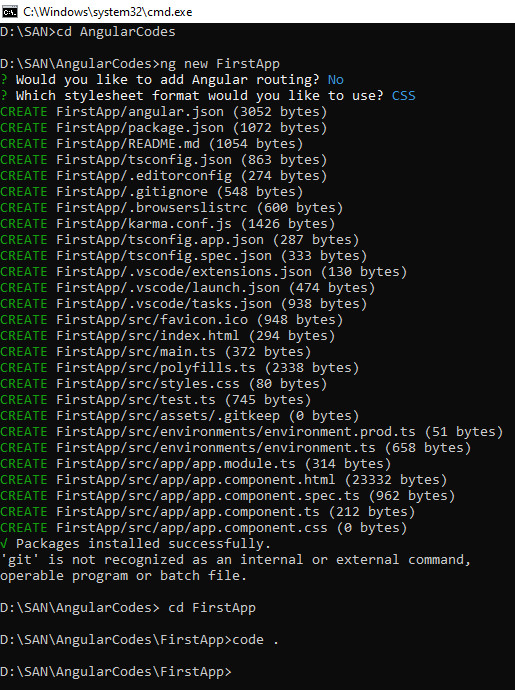 C:\Windows\system32\cmd.exe
D:\SAN>cd AngularCodes
D:\SAN\AngularCodes>ng new FirstApp
? Would you like to add Angular routing? No
? Which stylesheet format would you like to use? CSS
CREATE FirstApp/angular.json (3052 bytes)
CREATE FirstApp/package.json (1072 bytes)
CREATE FirstApp/README.md (1054 bytes)
CREATE FirstApp/tsconfig.json (863 bytes)
CREATE FirstApp/.editorconfig (274 bytes)
CREATE FirstApp/.gitignore (548 bytes)
CREATE FirstApp/.browserslistrc (600 bytes)
CREATE FirstApp/karma.conf.js (1426 bytes)
CREATE FirstApp/tsconfig.app.json (287 bytes)
CREATE FirstApp/tsconfig.spec.json (333 bytes)
CREATE FirstApp/.vscode/extensions.json (130 bytes)
CREATE FirstApp/.vscode/launch.json (474 bytes)
CREATE FirstApp/.vscode/tasks.json (938 bytes)
CREATE FirstApp/src/favicon.ico (948 bytes)
CREATE FirstApp/src/index.html (294 bytes)
CREATE FirstApp/src/main.ts (372 bytes)
CREATE FirstApp/src/polyfills.ts (2338 bytes)
CREATE FirstApp/src/styles.css (80 bytes)
CREATE FirstApp/src/test.ts (745 bytes)
CREATE FirstApp/src/assets/.gitkeep (0 bytes)
CREATE FirstApp/src/environments/environment.prod.ts (51 bytes)
CREATE FirstApp/src/environments/environment.ts (658 bytes)
CREATE FirstApp/src/app/app.module.ts (314 bytes)
CREATE FirstApp/src/app/app.component.html (23332 bytes)
CREATE FirstApp/src/app/app.component.spec.ts (962 bytes)
CREATE FirstApp/src/app/app.component.ts (212 bytes)
CREATE FirstApp/src/app/app.component.css (0 bytes)
√ Packages installed successfully.
'git' is not recognized as an internal or external command,
operable program or batch file.
D:\SAN\AngularCodes> cd FirstApp
D:\SAN\AngularCodes\FirstApp>code .
D:\SAN\AngularCodes\FirstApp>